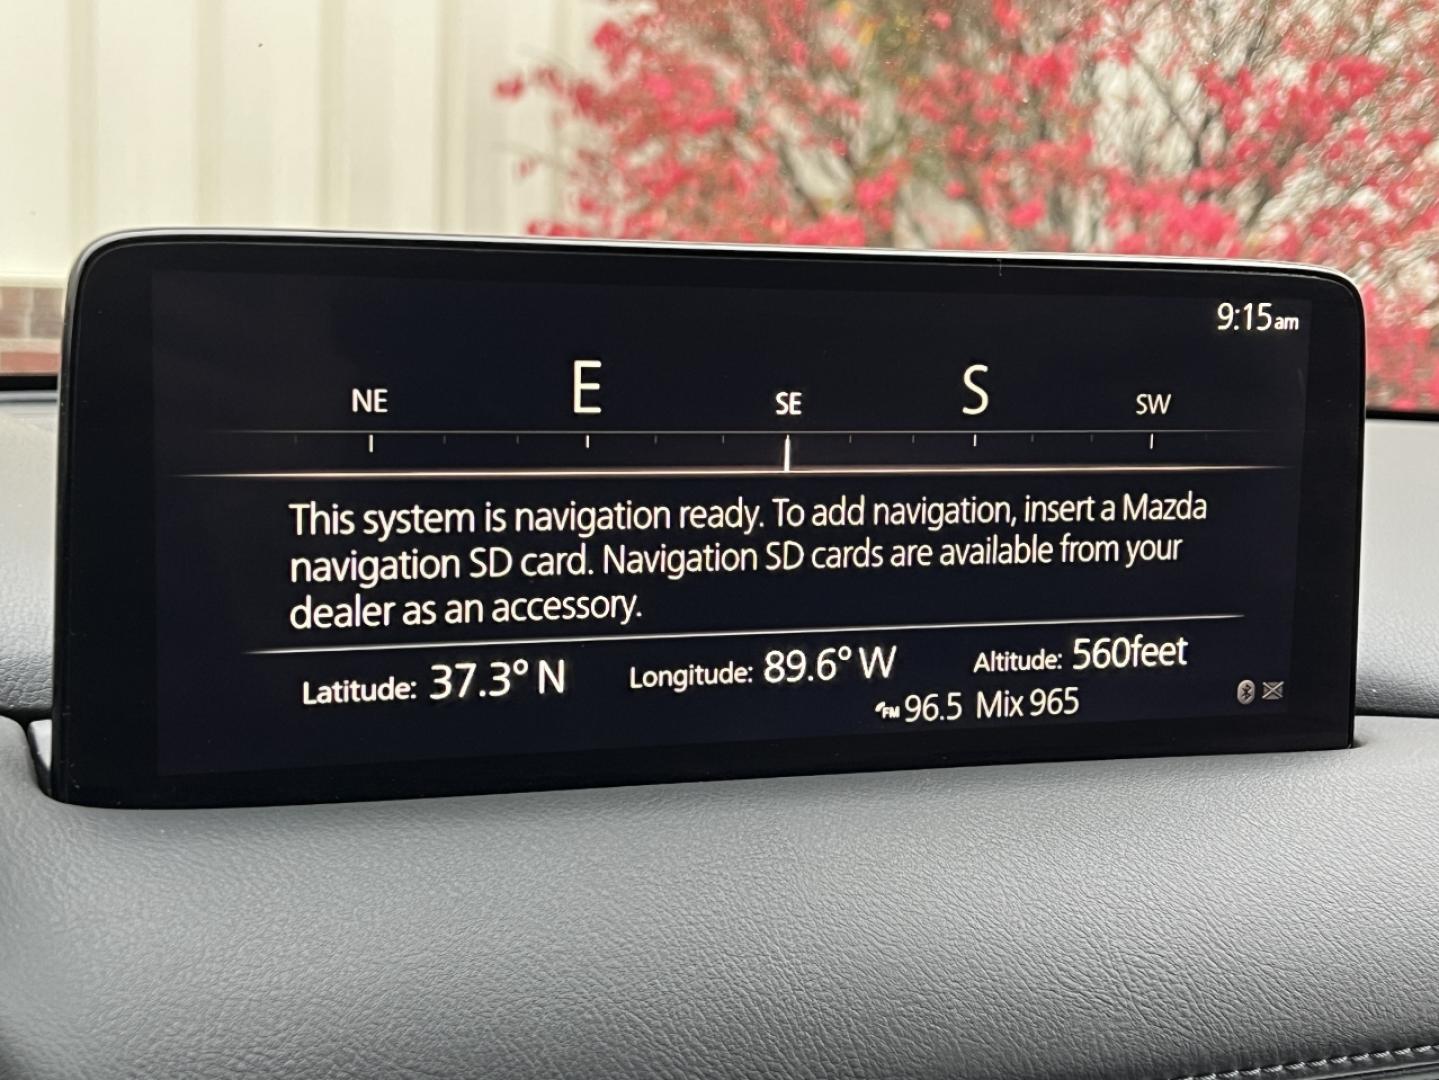 9:15am
NE E SE S SW
This system is navigation ready. To add navigation, insert a Mazda
navigation SD card. Navigation SD cards are available from your
dealer as an accessory.
Latitude: 37.3° N Longitude: 89.6° W Altitude: 560feet
FM 96.5 Mix 965